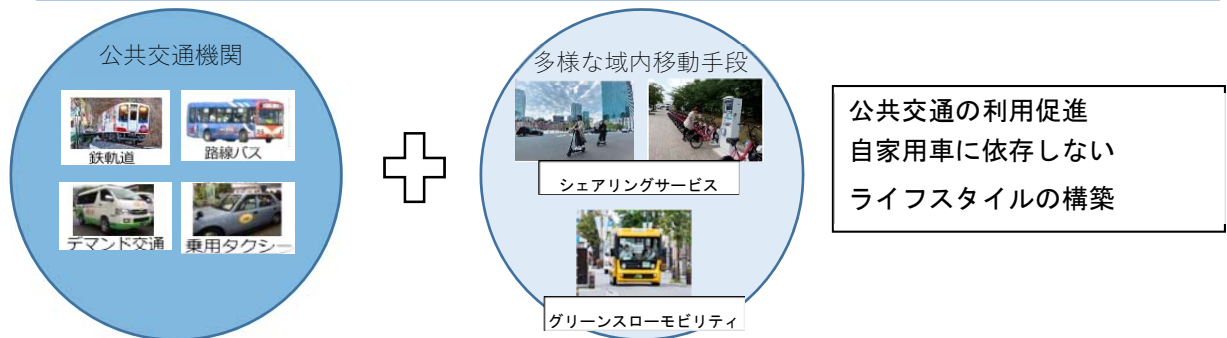 公共交通機関
鉄軌道
路線バス
デマンド交通
乗用タクシー
多様な域内移動手段
シェアリングサービス
グリーンスローモビリティ
公共交通の利用促進
自家用車に依存しない
ライフスタイルの構築